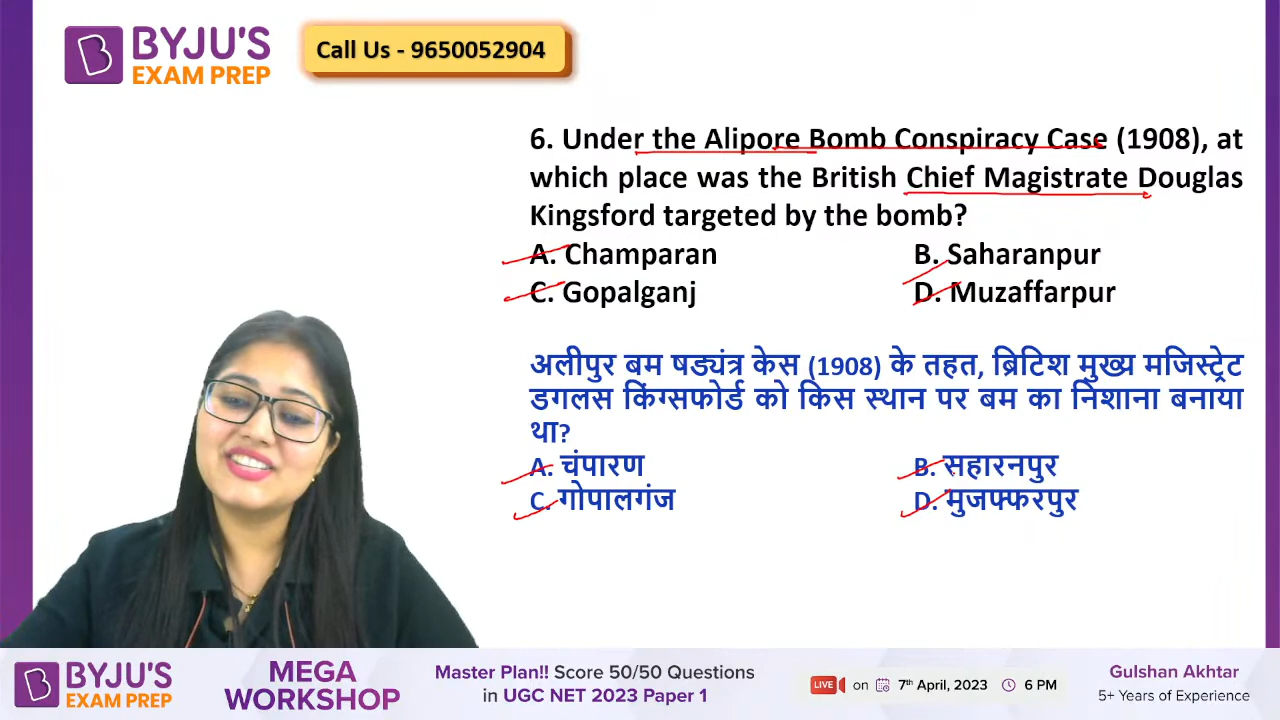 BYJU'S
EXAM PREP
Call Us - 9650052904
6. Under the Alipore Bomb Conspiracy Case (1908), at
which place was the British Chief Magistrate Douglas
Kingsford targeted by the bomb?
A. Champaran B. Saharanpur
C. Gopalganj D. Muzaffarpur
अलीपुर बम षड्यंत्र केस (1908) के तहत, ब्रिटिश मुख्य मजिस्ट्रेट
डगलस किंग्सफोर्ड को किस स्थान पर बम का निशाना बनाया
था?
A. चंपारण B. सहारनपुर
C. गोपालगंज D. मुजफ्फरपुर
BYJU'S
EXAM PREP
MEGA
WORKSHOP
Master Plan!! Score 50/50 Questions
in UGC NET 2023 Paper 1
LIVE on 7th April, 2023 6 PM
Gulshan Akhtar
5+ Years of Experience